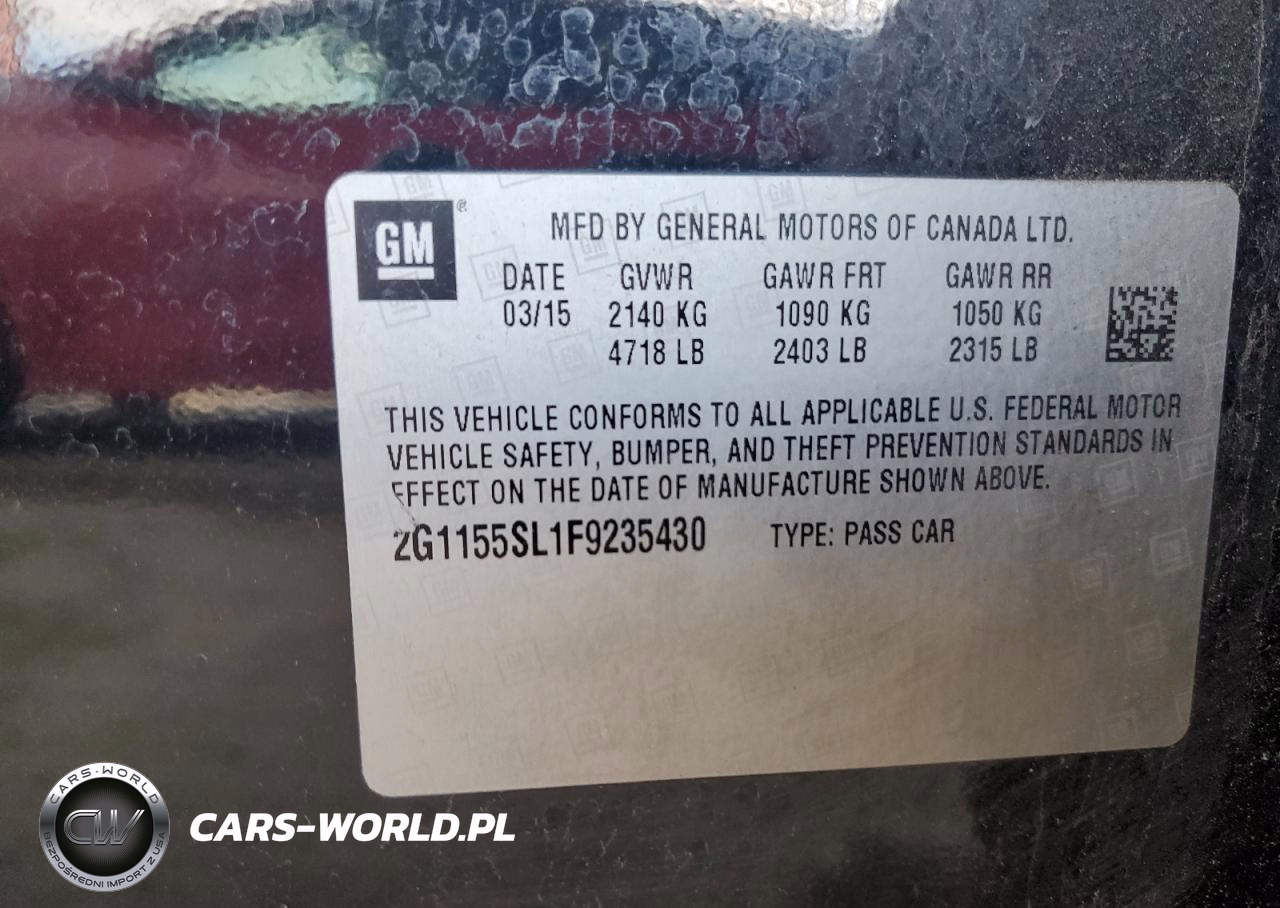 GM®
MFD BY GENERAL MOTORS OF CANADA LTD.
DATE GVWR GAWR FRT GAWR RR
03/15 2140 KG 1090 KG 1050 KG
4718 LB 2403 LB 2315 LB
THIS VEHICLE CONFORMS TO ALL APPLICABLE U.S. FEDERAL MOTOR
VEHICLE SAFETY, BUMPER, AND THEFT PREVENTION STANDARDS IN
EFFECT ON THE DATE OF MANUFACTURE SHOWN ABOVE.
2G1155SL1F9235430 TYPE: PASS CAR
CARS-WORLD
CW
BEZPOŚREDNI IMPORT Z USA
CARS-WORLD.PL